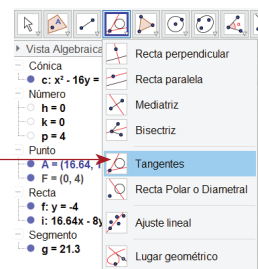 Vista Algebraica
Cónica
c: x² - 16y =
Número
h = 0
k = 0
p = 4
Punto
A = (16.64,
F = (0, 4)
Recta
f: y = -4
i: 16.64x - 8y
Segmento
g = 21.3
Recta perpendicular
Recta paralela
Mediatriz
Bisectriz
Tangentes
Recta Polar o Diametral
Ajuste lineal
Lugar geométrico